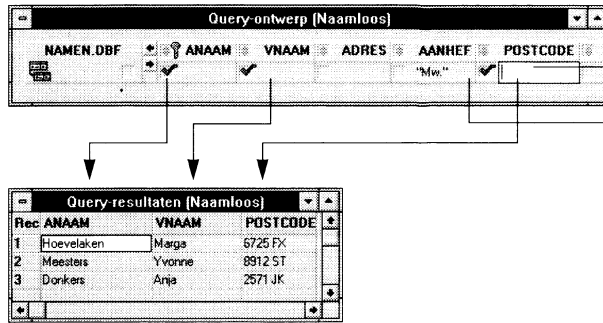 Query-ontwerp (Naamloos)
NAMEN.DBF ANAAM VNAAM ADRES AANHEF POSTCODE
"Mw."
Query-resultaten (Naamloos)
Rec ANAAM VNAAM POSTCODE
1 Hoevelaken Marga 6725 FX
2 Meesters Yvonne 8912 ST
3 Donkers Anja 2571 JK